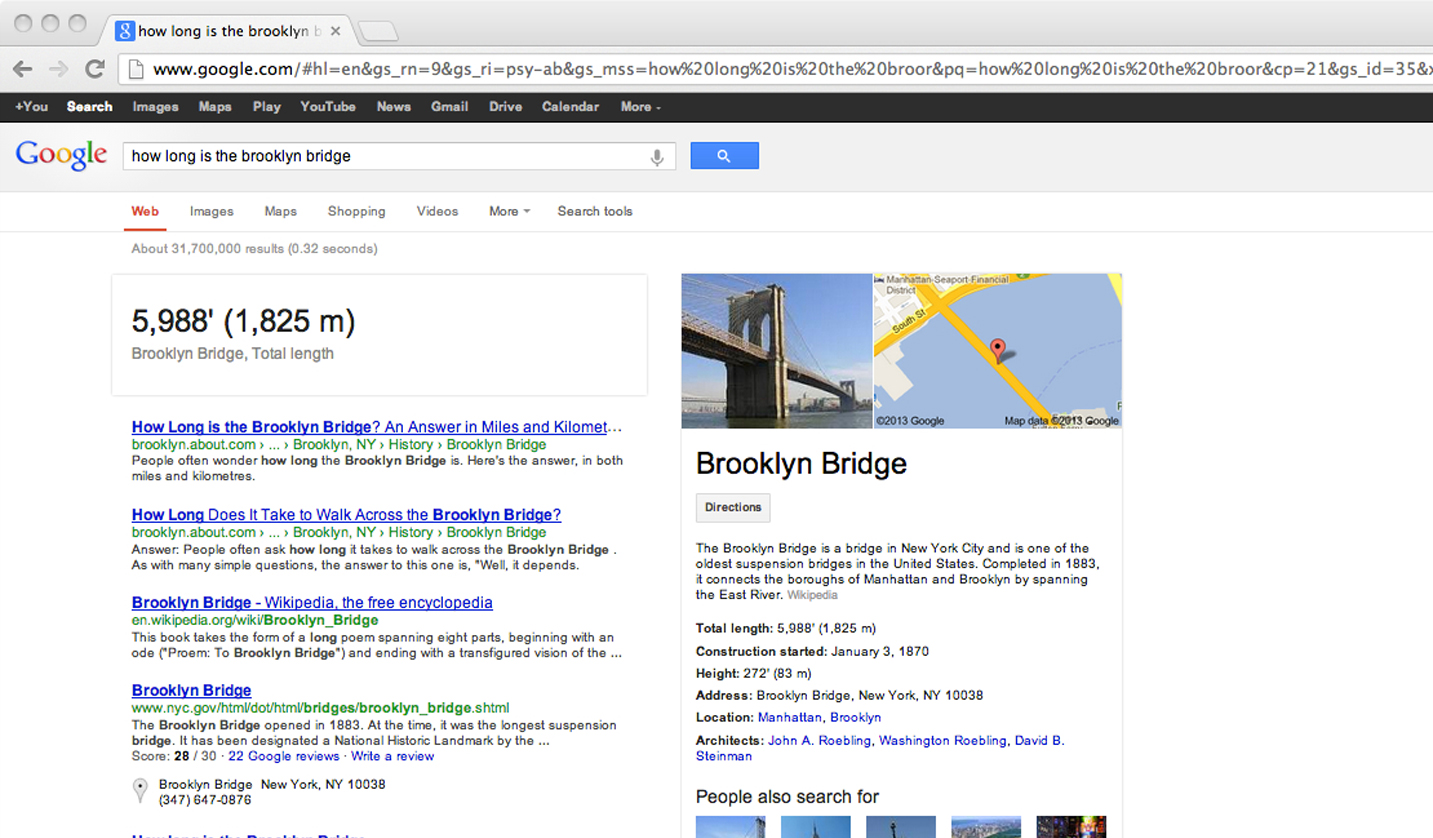 how long is the brooklyn b
www.google.com/#hl=en&gs_rn=9&gs_ri=psy-ab&gs_mss=how%20long%20is%20the%20broor&pq=how%20long%20is%20the%20broor&cp=21&gs_id=35&x
+You Search Images Maps Play YouTube News Gmail Drive Calendar More
Google
how long is the brooklyn bridge
Web Images Maps Shopping Videos More Search tools
About 31,700,000 results (0.32 seconds)
5,988' (1,825 m)
Brooklyn Bridge, Total length
How Long is the Brooklyn Bridge? An Answer in Miles and Kilomet...
brooklyn.about.com › ... › Brooklyn, NY › History › Brooklyn Bridge
People often wonder how long the Brooklyn Bridge is. Here's the answer, in both
miles and kilometres.
How Long Does It Take to Walk Across the Brooklyn Bridge?
brooklyn.about.com › ... › Brooklyn, NY › History › Brooklyn Bridge
Answer: People often ask how long it takes to walk across the Brooklyn Bridge .
As with many simple questions, the answer to this one is, "Well, it depends.
Brooklyn Bridge - Wikipedia, the free encyclopedia
en.wikipedia.org/wiki/Brooklyn_Bridge
This book takes the form of a long poem spanning eight parts, beginning with an
ode ("Proem: To Brooklyn Bridge") and ending with a transfigured vision of the ...
Brooklyn Bridge
www.nyc.gov/html/dot/html/bridges/brooklyn_bridge.shtml
The Brooklyn Bridge opened in 1883. At the time, it was the longest suspension
bridge. It has been designated a National Historic Landmark by the ...
Score: 28 / 30 · 22 Google reviews · Write a review
Brooklyn Bridge New York, NY 10038
(347) 647-0876
How long is the Brooklyn Bridge
Manhattan-Seaport-Financial
District
South St
©2013 Google
Map data ©2013 Google
Brooklyn Bridge
Directions
The Brooklyn Bridge is a bridge in New York City and is one of the
oldest suspension bridges in the United States. Completed in 1883,
it connects the boroughs of Manhattan and Brooklyn by spanning
the East River. Wikipedia
Total length: 5,988' (1,825 m)
Construction started: January 3, 1870
Height: 272' (83 m)
Address: Brooklyn Bridge, New York, NY 10038
Location: Manhattan, Brooklyn
Architects: John A. Roebling, Washington Roebling, David B.
Steinman
People also search for